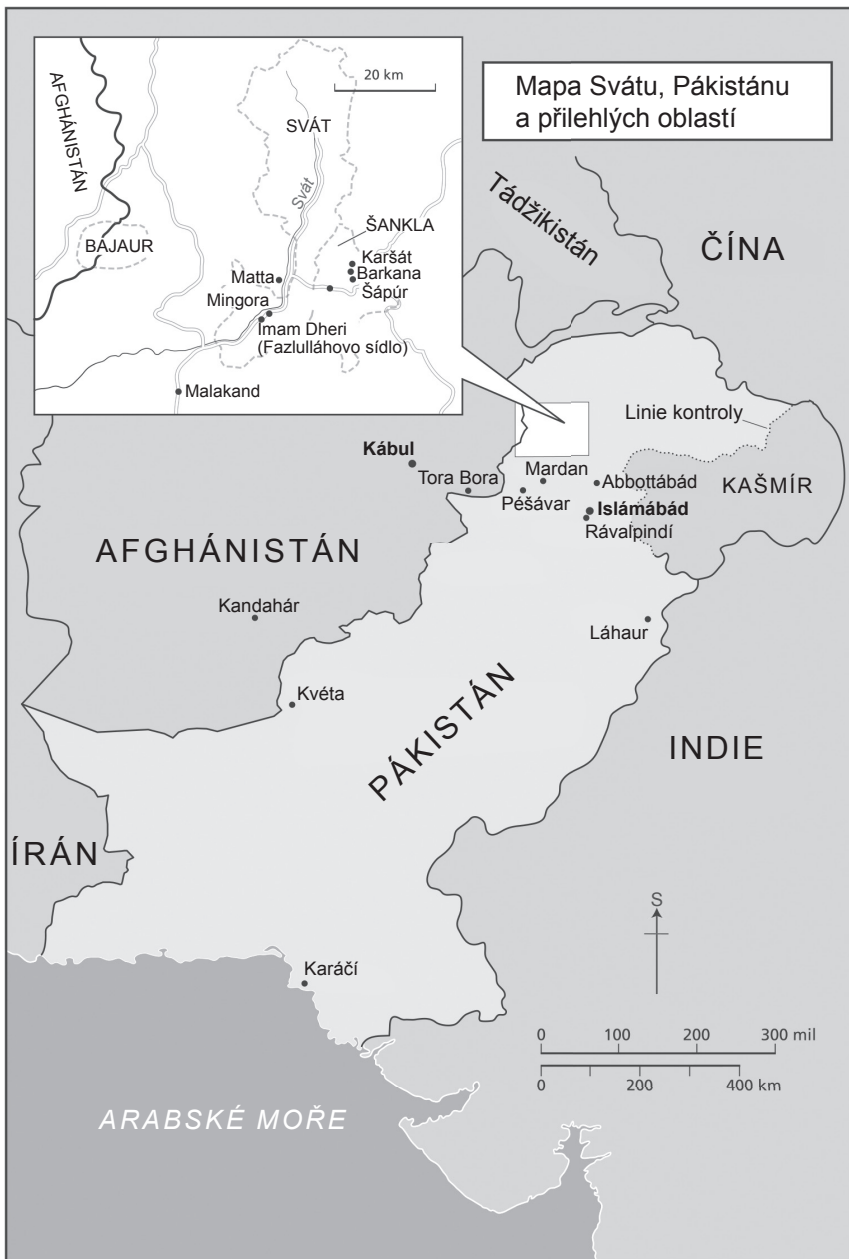 Mapa Svátu, Pákistánu
a přilehlých oblastí
20 km
AFGHÁNISTÁN
SVÁT
Svát
BAJAUR
ŠANKLA
Karšát
Barkana
Šápúr
Matta
Mingora
Imam Dheri
(Fazlulláhovo sídlo)
Malakand
Tádžikistán
ČÍNA
Linie kontroly
Kábul
Tora Bora
Mardan
Abbottábád
KAŠMÍR
Péšávar
Islámábád
Rávalpindí
AFGHÁNISTÁN
Kandahár
Láhaur
Kvéta
PÁKISTÁN
INDIE
ÍRÁN
S
Karáčí
0 100 200 300 mil
0 200 400 km
ARABSKÉ MOŘE